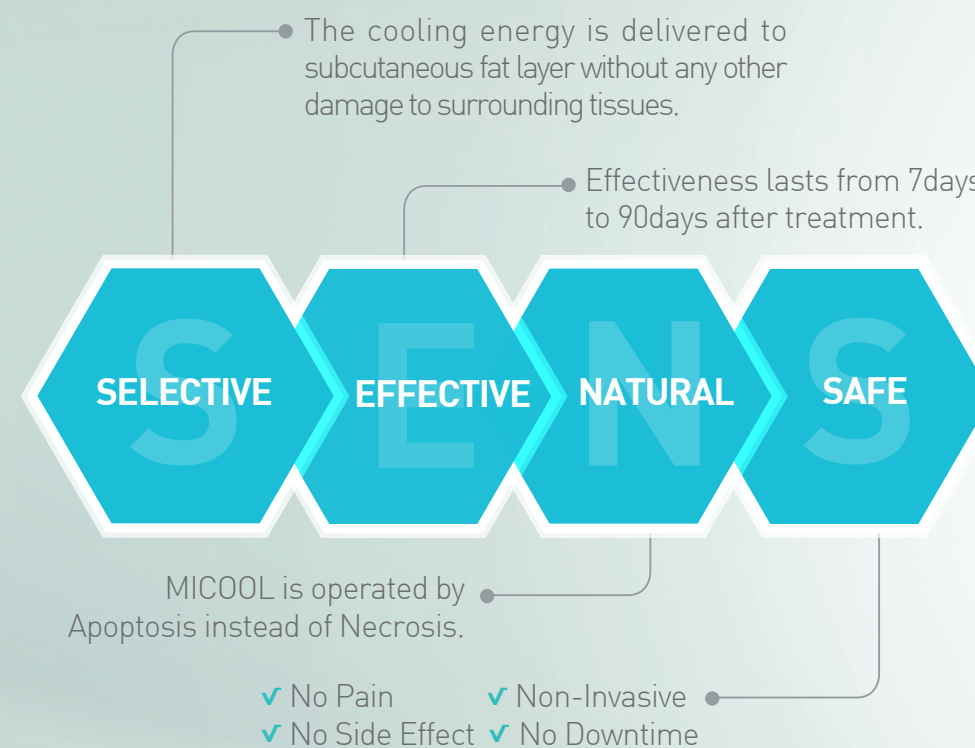 The cooling energy is delivered to
subcutaneous fat layer without any other
damage to surrounding tissues.
Effectiveness lasts from 7days
to 90days after treatment.
S E N S
SELECTIVE EFFECTIVE NATURAL SAFE
MICOOL is operated by
Apoptosis instead of Necrosis.
✓ No Pain ✓ Non-Invasive
✓ No Side Effect ✓ No Downtime